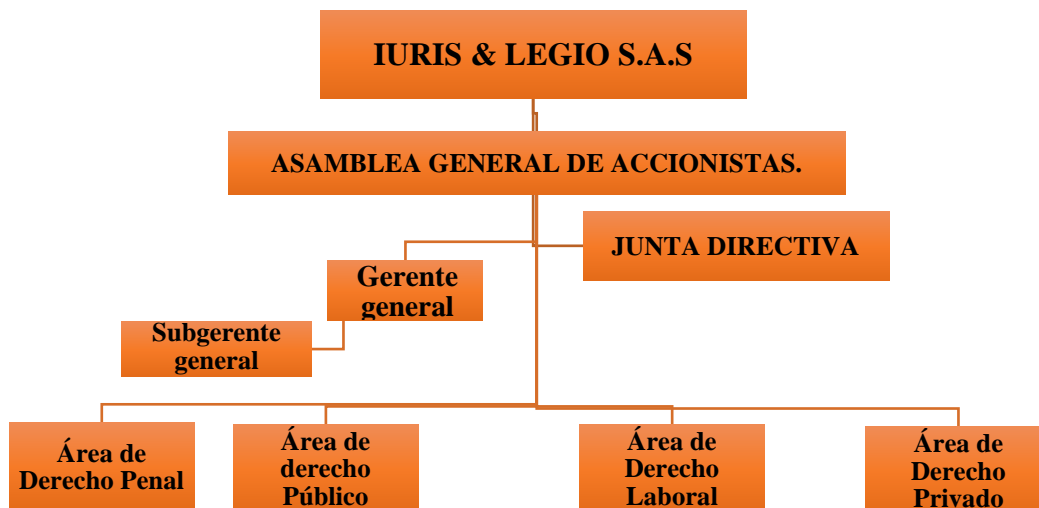 IURIS & LEGIO S.A.S
ASAMBLEA GENERAL DE ACCIONISTAS.
JUNTA DIRECTIVA
Gerente
general
Subgerente
general
Área de
Derecho Penal
Área de
derecho
Público
Área de
Derecho
Laboral
Área de
Derecho
Privado